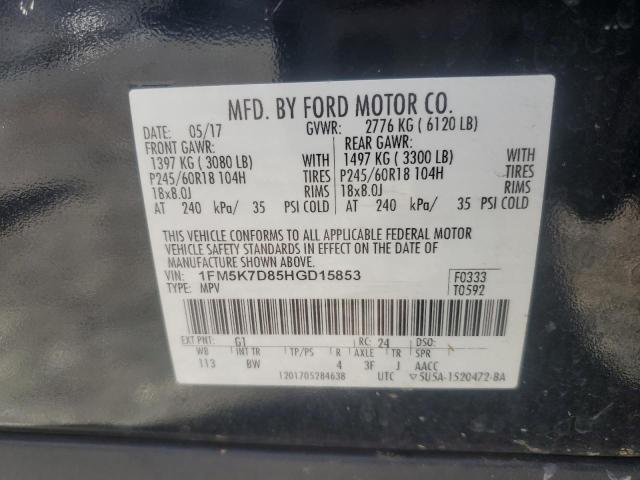 MFD. BY FORD MOTOR CO.
DATE: 05/17 GVWR: 2776 KG ( 6120 LB)
FRONT GAWR: REAR GAWR:
1397 KG ( 3080 LB) WITH 1497 KG ( 3300 LB) WITH
P245/60R18 104H TIRES P245/60R18 104H TIRES
18x8.0J RIMS 18x8.0J RIMS
AT 240 kPa/ 35 PSI COLD AT 240 kPa/ 35 PSI COLD
THIS VEHICLE CONFORMS TO ALL APPLICABLE FEDERAL MOTOR
VEHICLE SAFETY STANDARDS IN EFFECT ON THE DATE OF
MANUFACTURE SHOWN ABOVE.
VIN: 1FM5K7D85HGD15853 F0333
TYPE: MPV T0592
EXT PNT: G1 RC: 24 DSO:
WB INT TR TP/PS R AXLE TR SPR
113 BW 4 3F J AACC
1201705284638 UTC ▽5U5A-1520472-BA